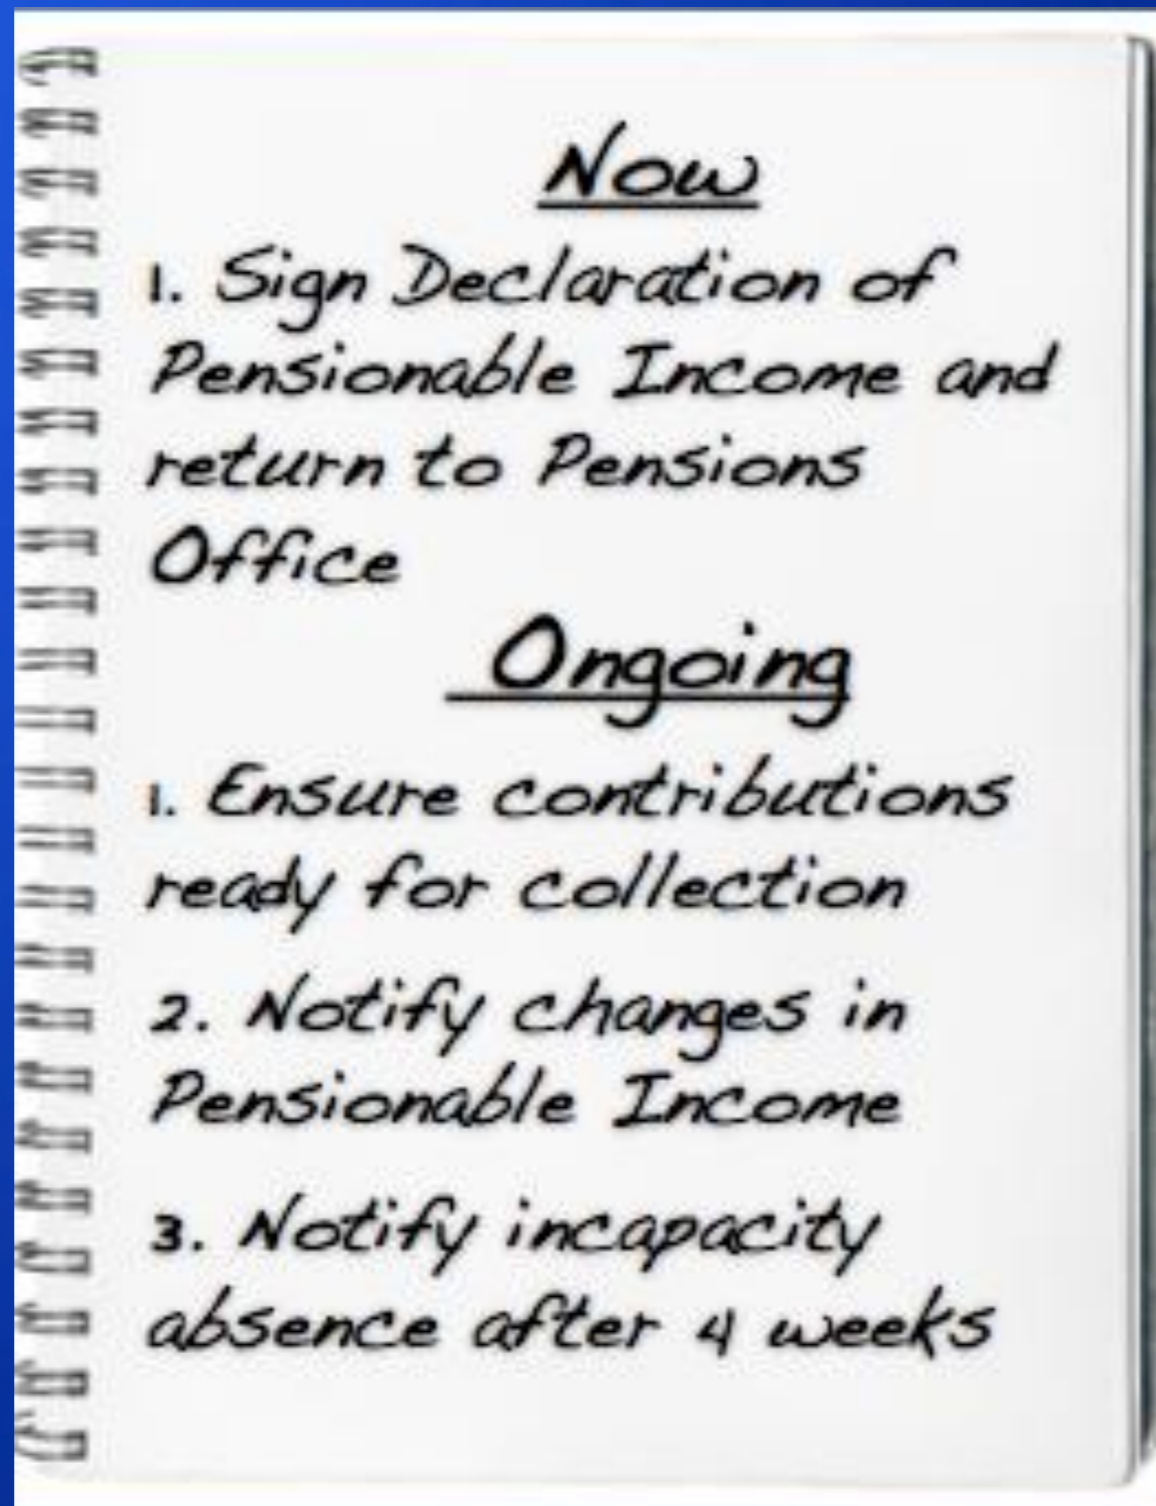 Now
1. Sign Declaration of
Pensionable Income and
return to Pensions
Office
Ongoing
1. Ensure contributions
ready for collection
2. Notify changes in
Pensionable Income
3. Notify incapacity
absence after 4 weeks